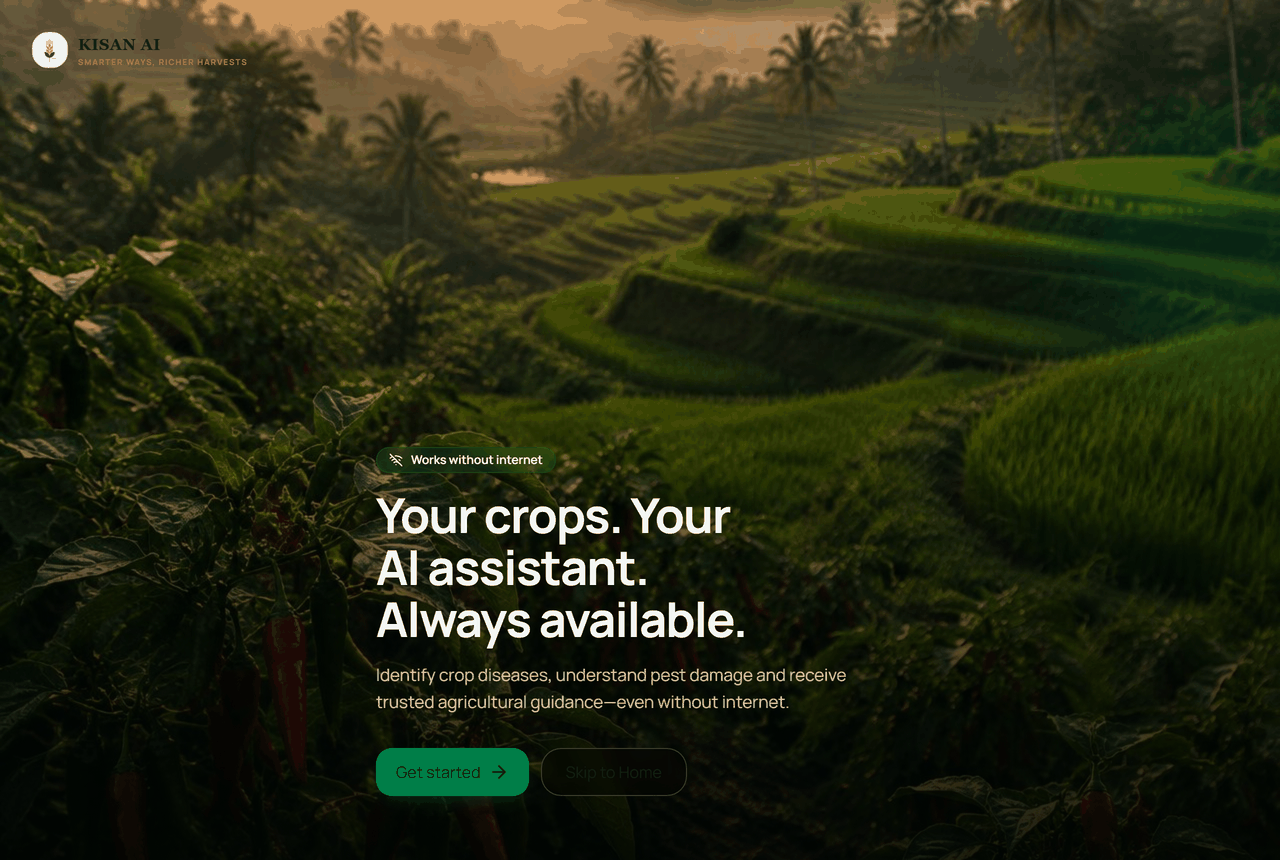 KISAN AI
SMARTER WAYS, RICHER HARVESTS
Works without internet
Your crops. Your
AI assistant.
Always available.
Identify crop diseases, understand pest damage and receive
trusted agricultural guidance—even without internet.
Get started
Skip to Home